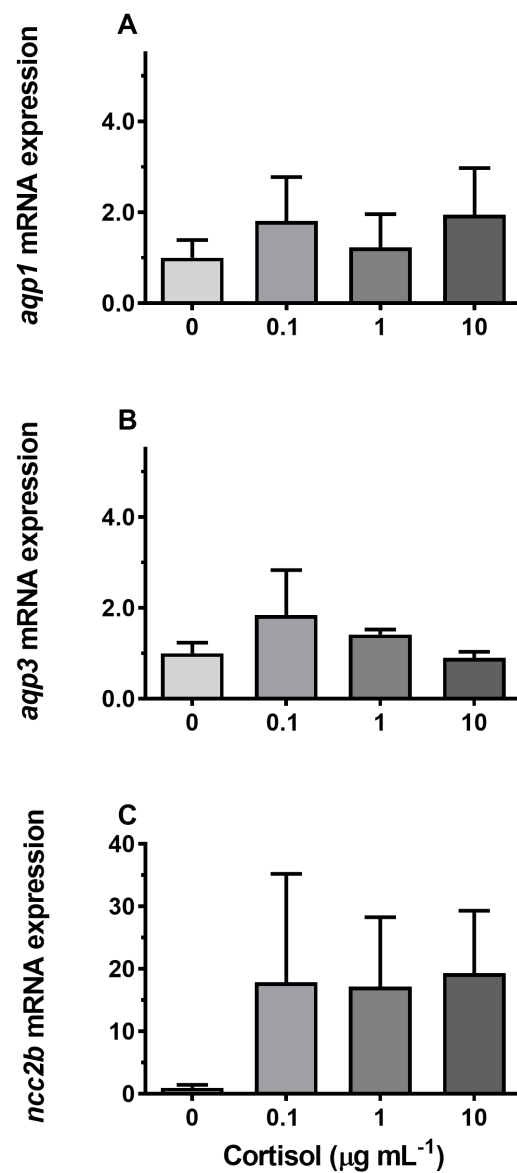 A
aqp1 mRNA expression
4.0
2.0
0.0
0 0.1 1 10
B
aqp3 mRNA expression
4.0
2.0
0.0
0 0.1 1 10
C
ncc2b mRNA expression
40
30
20
10
0
0 0.1 1 10
Cortisol (μg mL⁻¹)